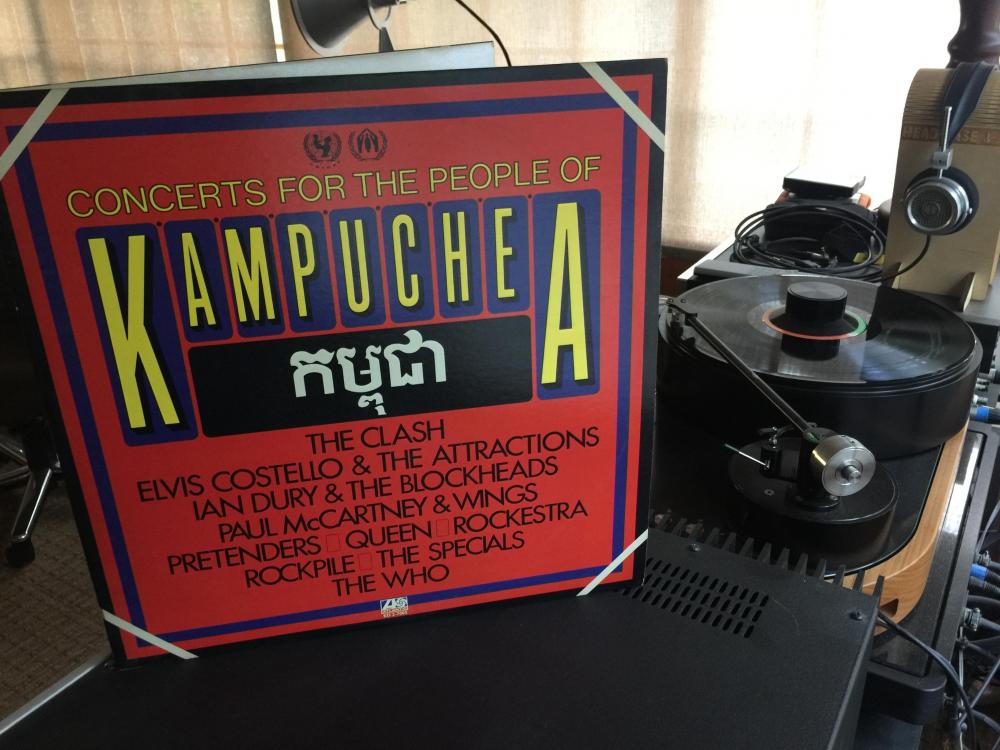 CONCERTS FOR THE PEOPLE OF
KAMPUCHEA
កម្ពុជា
THE CLASH
ELVIS COSTELLO & THE ATTRACTIONS
IAN DURY & THE BLOCKHEADS
PAUL McCARTNEY & WINGS
PRETENDERS QUEEN ROCKESTRA
ROCKPILE THE SPECIALS
THE WHO